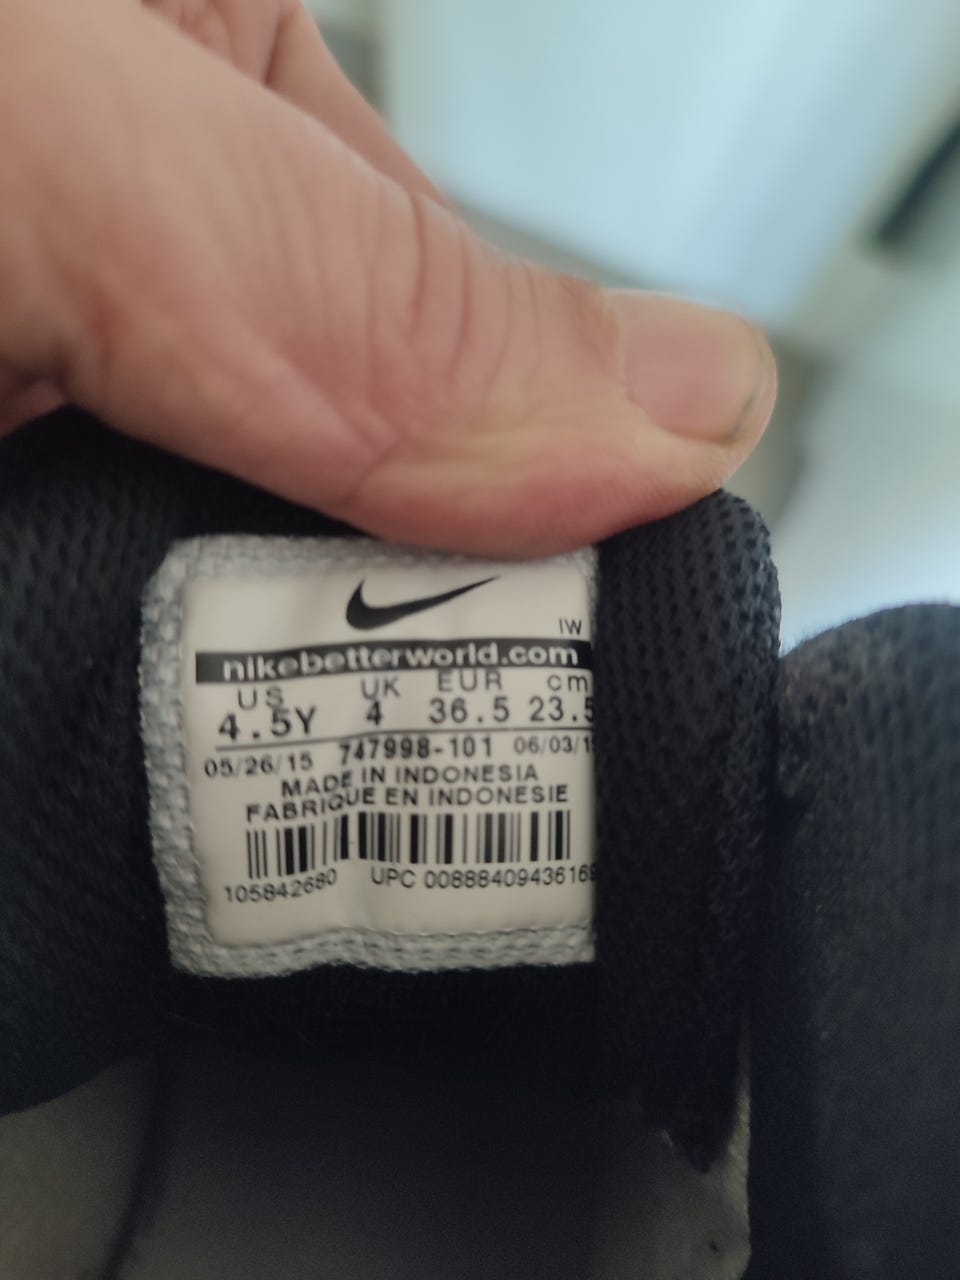 IW
nikebetterworld.com
US UK EUR cm
4.5Y 4 36.5 23.5
05/26/15 747998-101 06/03/15
MADE IN INDONESIA
FABRIQUE EN INDONESIE
105842680 UPC 00888409436169